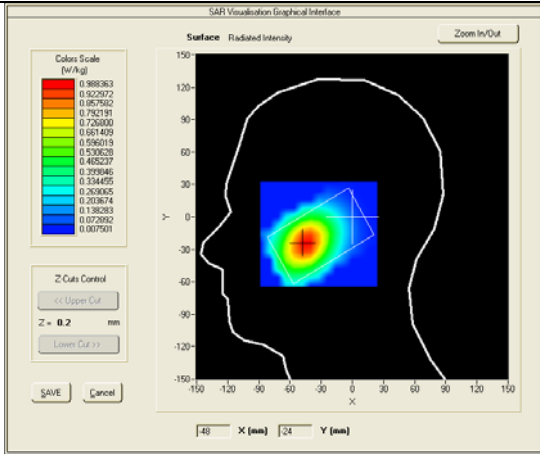 SAR Visualisation Graphical Interface
Surface Radiated Intensity
Zoom In/Out
Colors Scale
(W/kg)
0.988363
0.922972
0.857582
0.792191
0.726800
0.661409
0.596019
0.530628
0.465237
0.399846
0.334455
0.269065
0.203674
0.138283
0.072892
0.007501
150
120
90
60
30
0
-30
-60
-90
-120
-150
Y
-150 -120 -90 -60 -30 0 30 60 90 120 150
X
Z Cuts Control
<< Upper Cut
Z = 0.2 mm
Lower Cut >>
SAVE Cancel
-48 X (mm) -24 Y (mm)